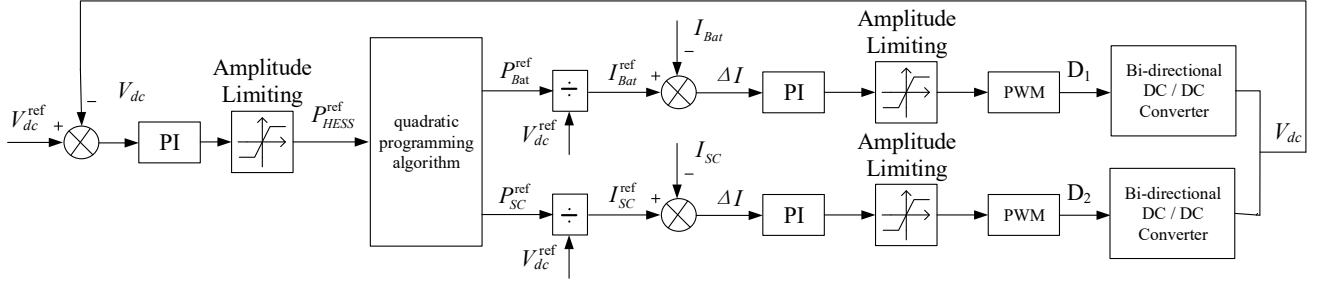 V_dc^ref
+
−
V_dc
PI
Amplitude
Limiting
P_HESS^ref
quadratic
programming
algorithm
P_Bat^ref
÷
V_dc^ref
I_Bat^ref
+
I_Bat
−
ΔI
PI
Amplitude
Limiting
PWM
D₁
Bi-directional
DC / DC
Converter
P_SC^ref
÷
V_dc^ref
I_SC^ref
+
I_SC
−
ΔI
PI
Amplitude
Limiting
PWM
D₂
Bi-directional
DC / DC
Converter
V_dc